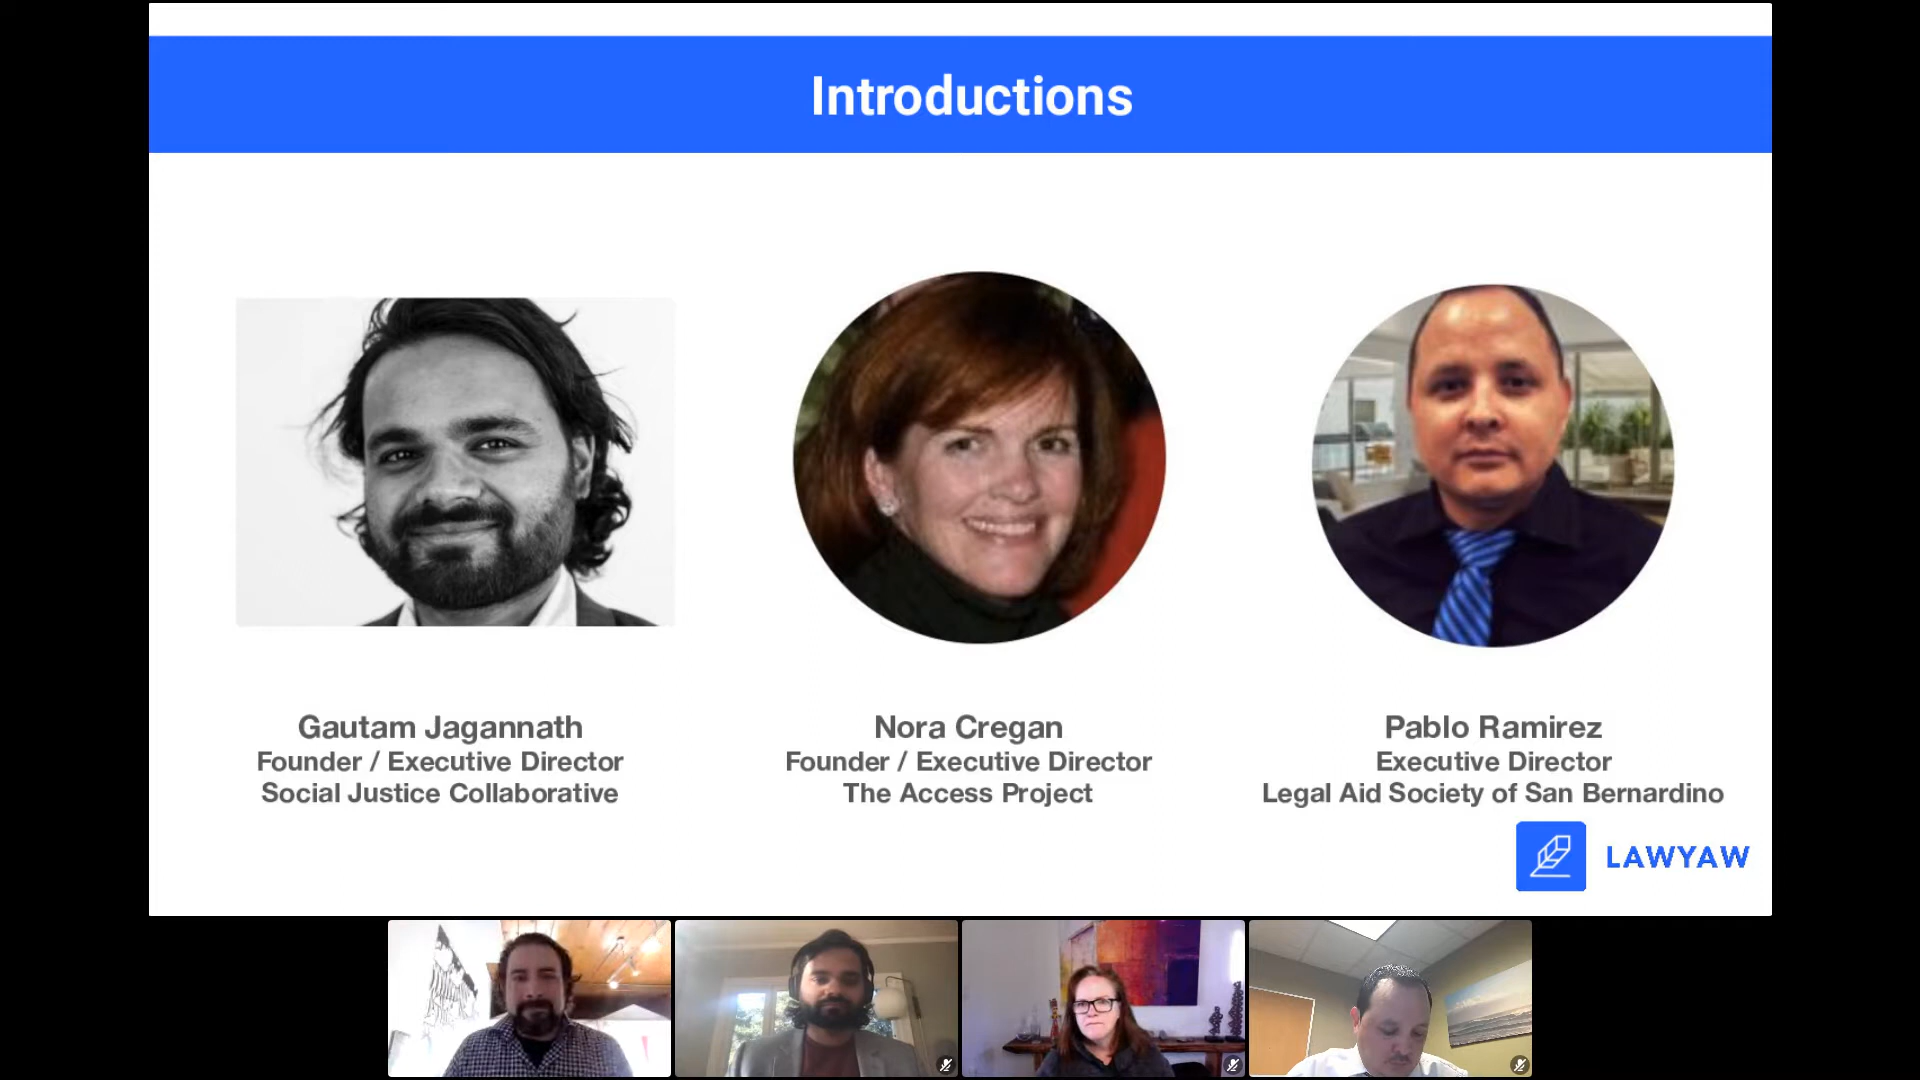 Introductions
Gautam Jagannath
Founder / Executive Director
Social Justice Collaborative
Nora Cregan
Founder / Executive Director
The Access Project
Pablo Ramirez
Executive Director
Legal Aid Society of San Bernardino
LAWYAW